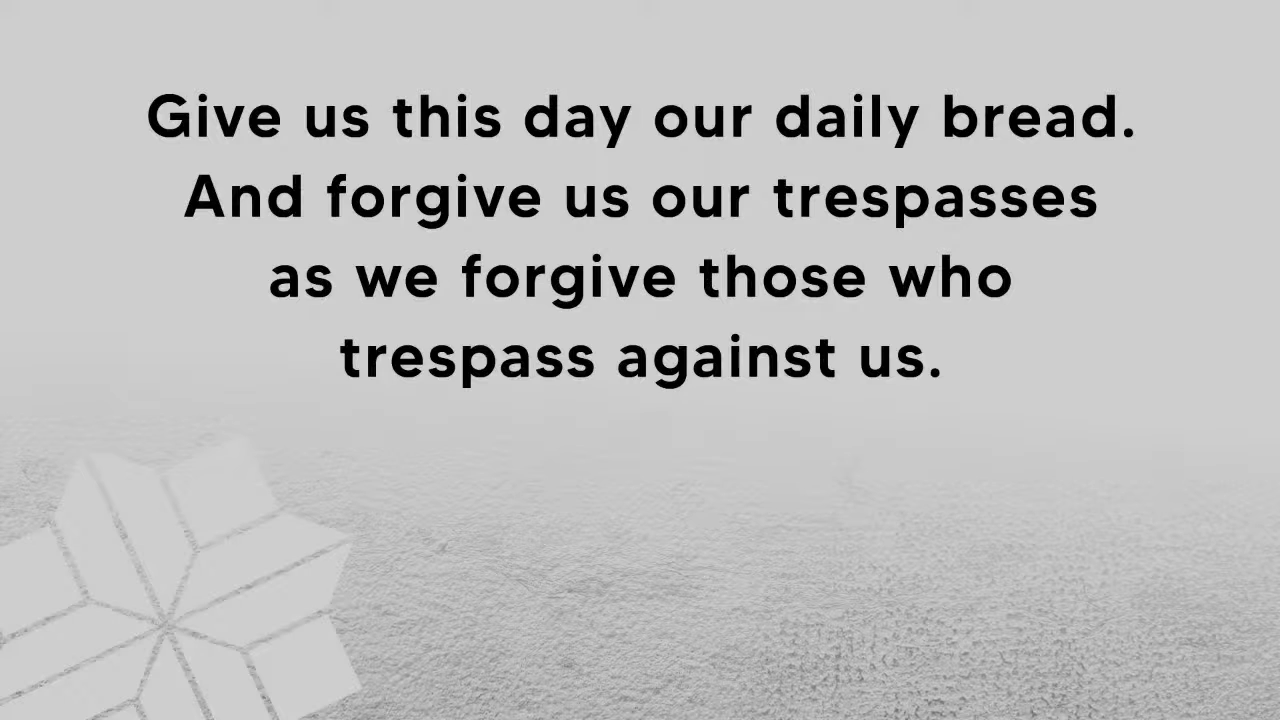 Give us this day our daily bread.
And forgive us our trespasses
as we forgive those who
trespass against us.